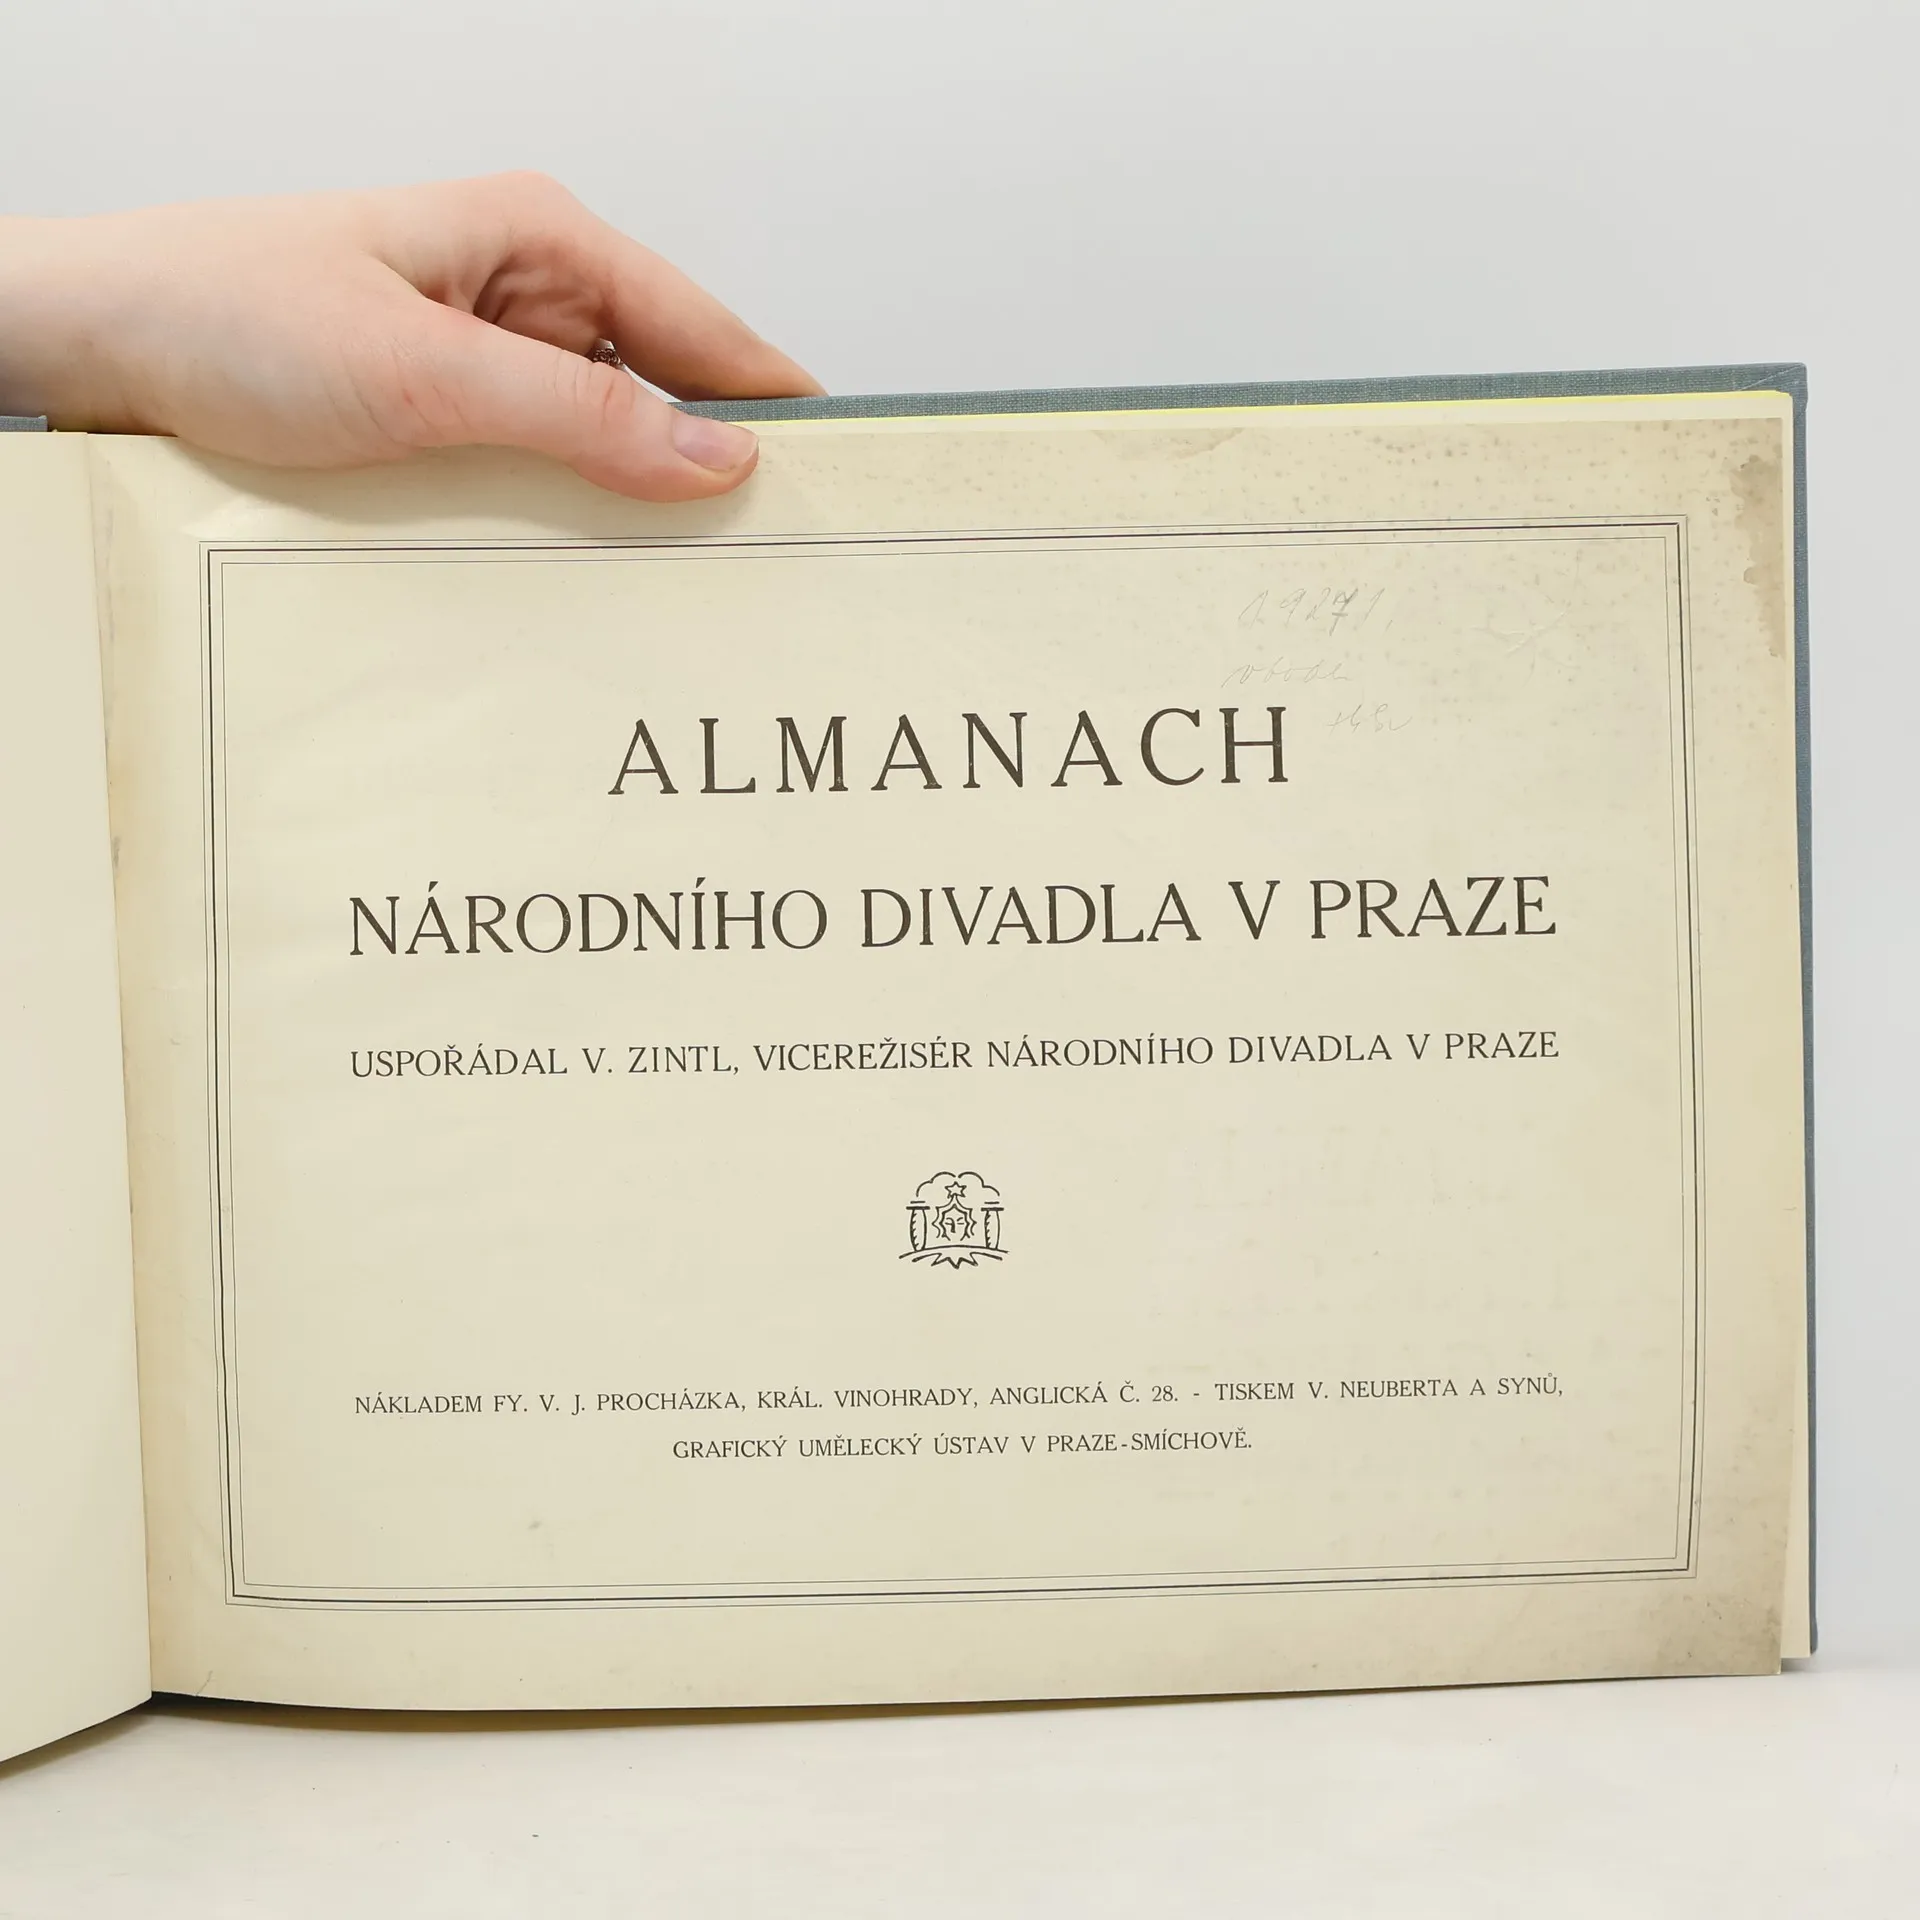 ALMANACH
NÁRODNÍHO DIVADLA V PRAZE
USPOŘÁDAL V. ZINTL, VICEREŽISÉR NÁRODNÍHO DIVADLA V PRAZE
NÁKLADEM FY. V. J. PROCHÁZKA, KRÁL. VINOHRADY, ANGLICKÁ Č. 28. - TISKEM V. NEUBERTA A SYNŮ,
GRAFICKÝ UMĚLECKÝ ÚSTAV V PRAZE-SMÍCHOVĚ.